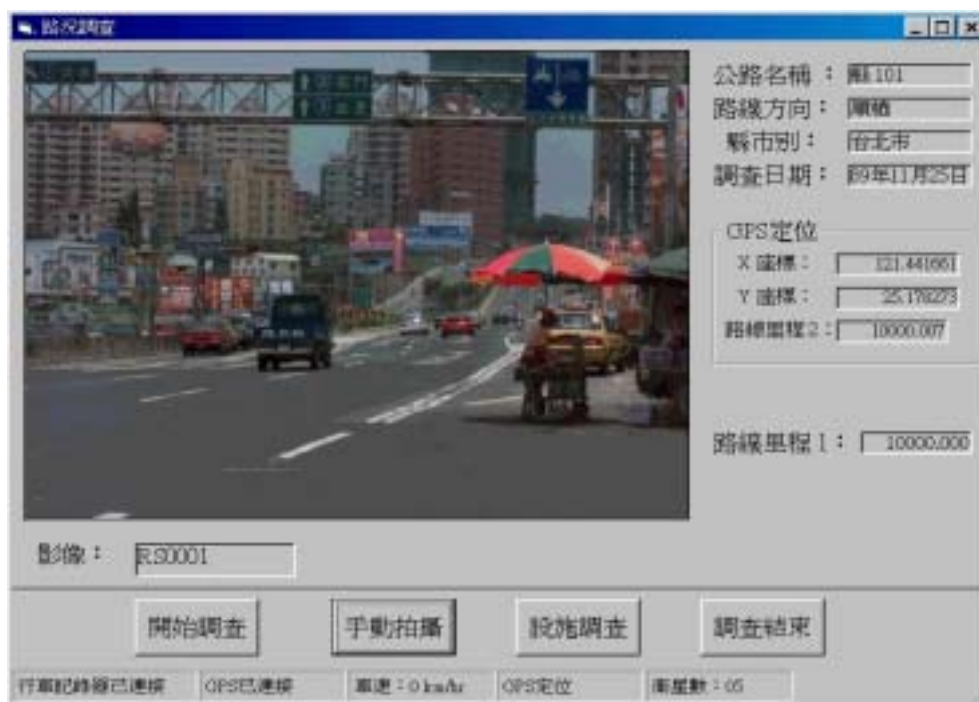 路況調查
公路名稱： 縣101
路線方向： 順樁
縣市別： 台北市
調查日期： 89年11月25日
GPS定位
X 座標： 121.441661
Y 座標： 25.178273
路線里程2： 10000.007
路線里程1： 10000.000
影像： RS0001
開始調查 手動拍攝 設施調查 調查結束
行車記錄器已連接 GPS已連接 車速：0 km/hr GPS定位 衛星數：05